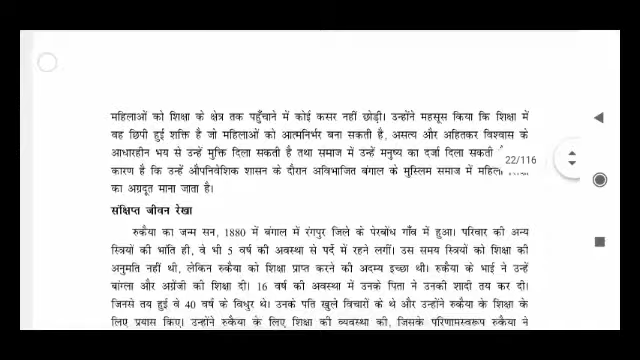 महिलाओं को शिक्षा के क्षेत्र तक पहुँचाने में कोई कसर नहीं छोड़ी। उन्होंने महसूस किया कि शिक्षा में
वह छिपी हुई शक्ति है जो महिलाओं को आत्मनिर्भर बना सकती है, असत्य और अहितकर विश्वास के
आधारहीन भय से उन्हें मुक्ति दिला सकती है तथा समाज में उन्हें मनुष्य का दर्जा दिला सकती
22/116
कारण है कि उन्हें औपनिवेशिक शासन के दौरान अविभाजित बंगाल के मुस्लिम समाज में
का अग्रदूत माना जाता है।
संक्षिप्त जीवन रेखा
रुकैया का जन्म सन्, 1880 में बंगाल में रंगपुर जिले के पेरबोंध गाँव में हुआ। परिवार की अन्य
स्त्रियों की भांति ही, वे भी 5 वर्ष की अवस्था से पर्दे में रहने लगीं। उस समय स्त्रियों को शिक्षा की
अनुमति नहीं थी, लेकिन रुकैया को शिक्षा प्राप्त करने की अदम्य इच्छा थी। रुकैया के भाई ने उन्हें
बांग्ला और अग्रेंजी की शिक्षा दी। 16 वर्ष की अवस्था में उनके पिता ने उनकी शादी तय कर दी।
जिनसे तय हुई वे 40 वर्ष के विधुर थे। उनके पति खुले विचारों के थे और उन्होंने रुकैया के शिक्षा के
लिए प्रयास किए। उन्होंने रुकैया के लिए शिक्षा की व्यवस्था की, जिसके परिणामस्वरूप रुकैया ने